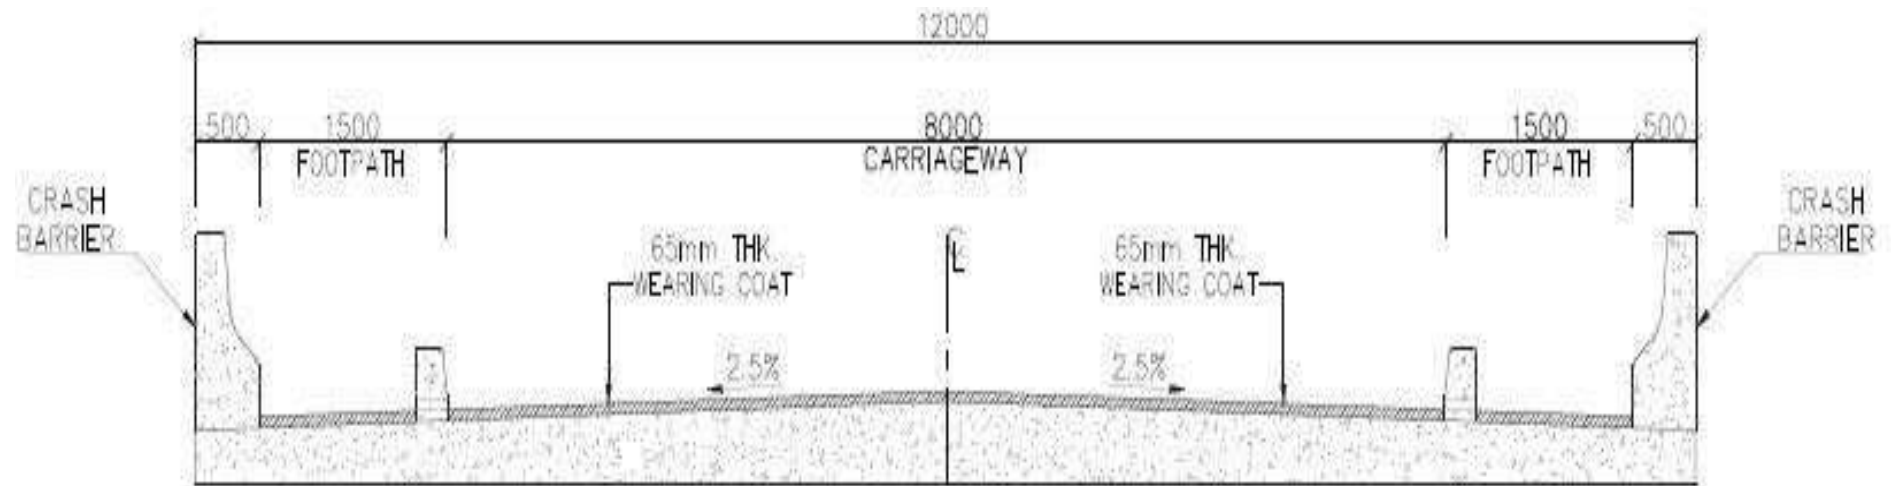 12000
500 1500 8000 1500 500
FOOTPATH CARRIAGEWAY FOOTPATH
CRASH
BARRIER
CRASH
BARRIER
65mm THK.
WEARING COAT
CL
65mm THK.
WEARING COAT
2.5% 2.5%